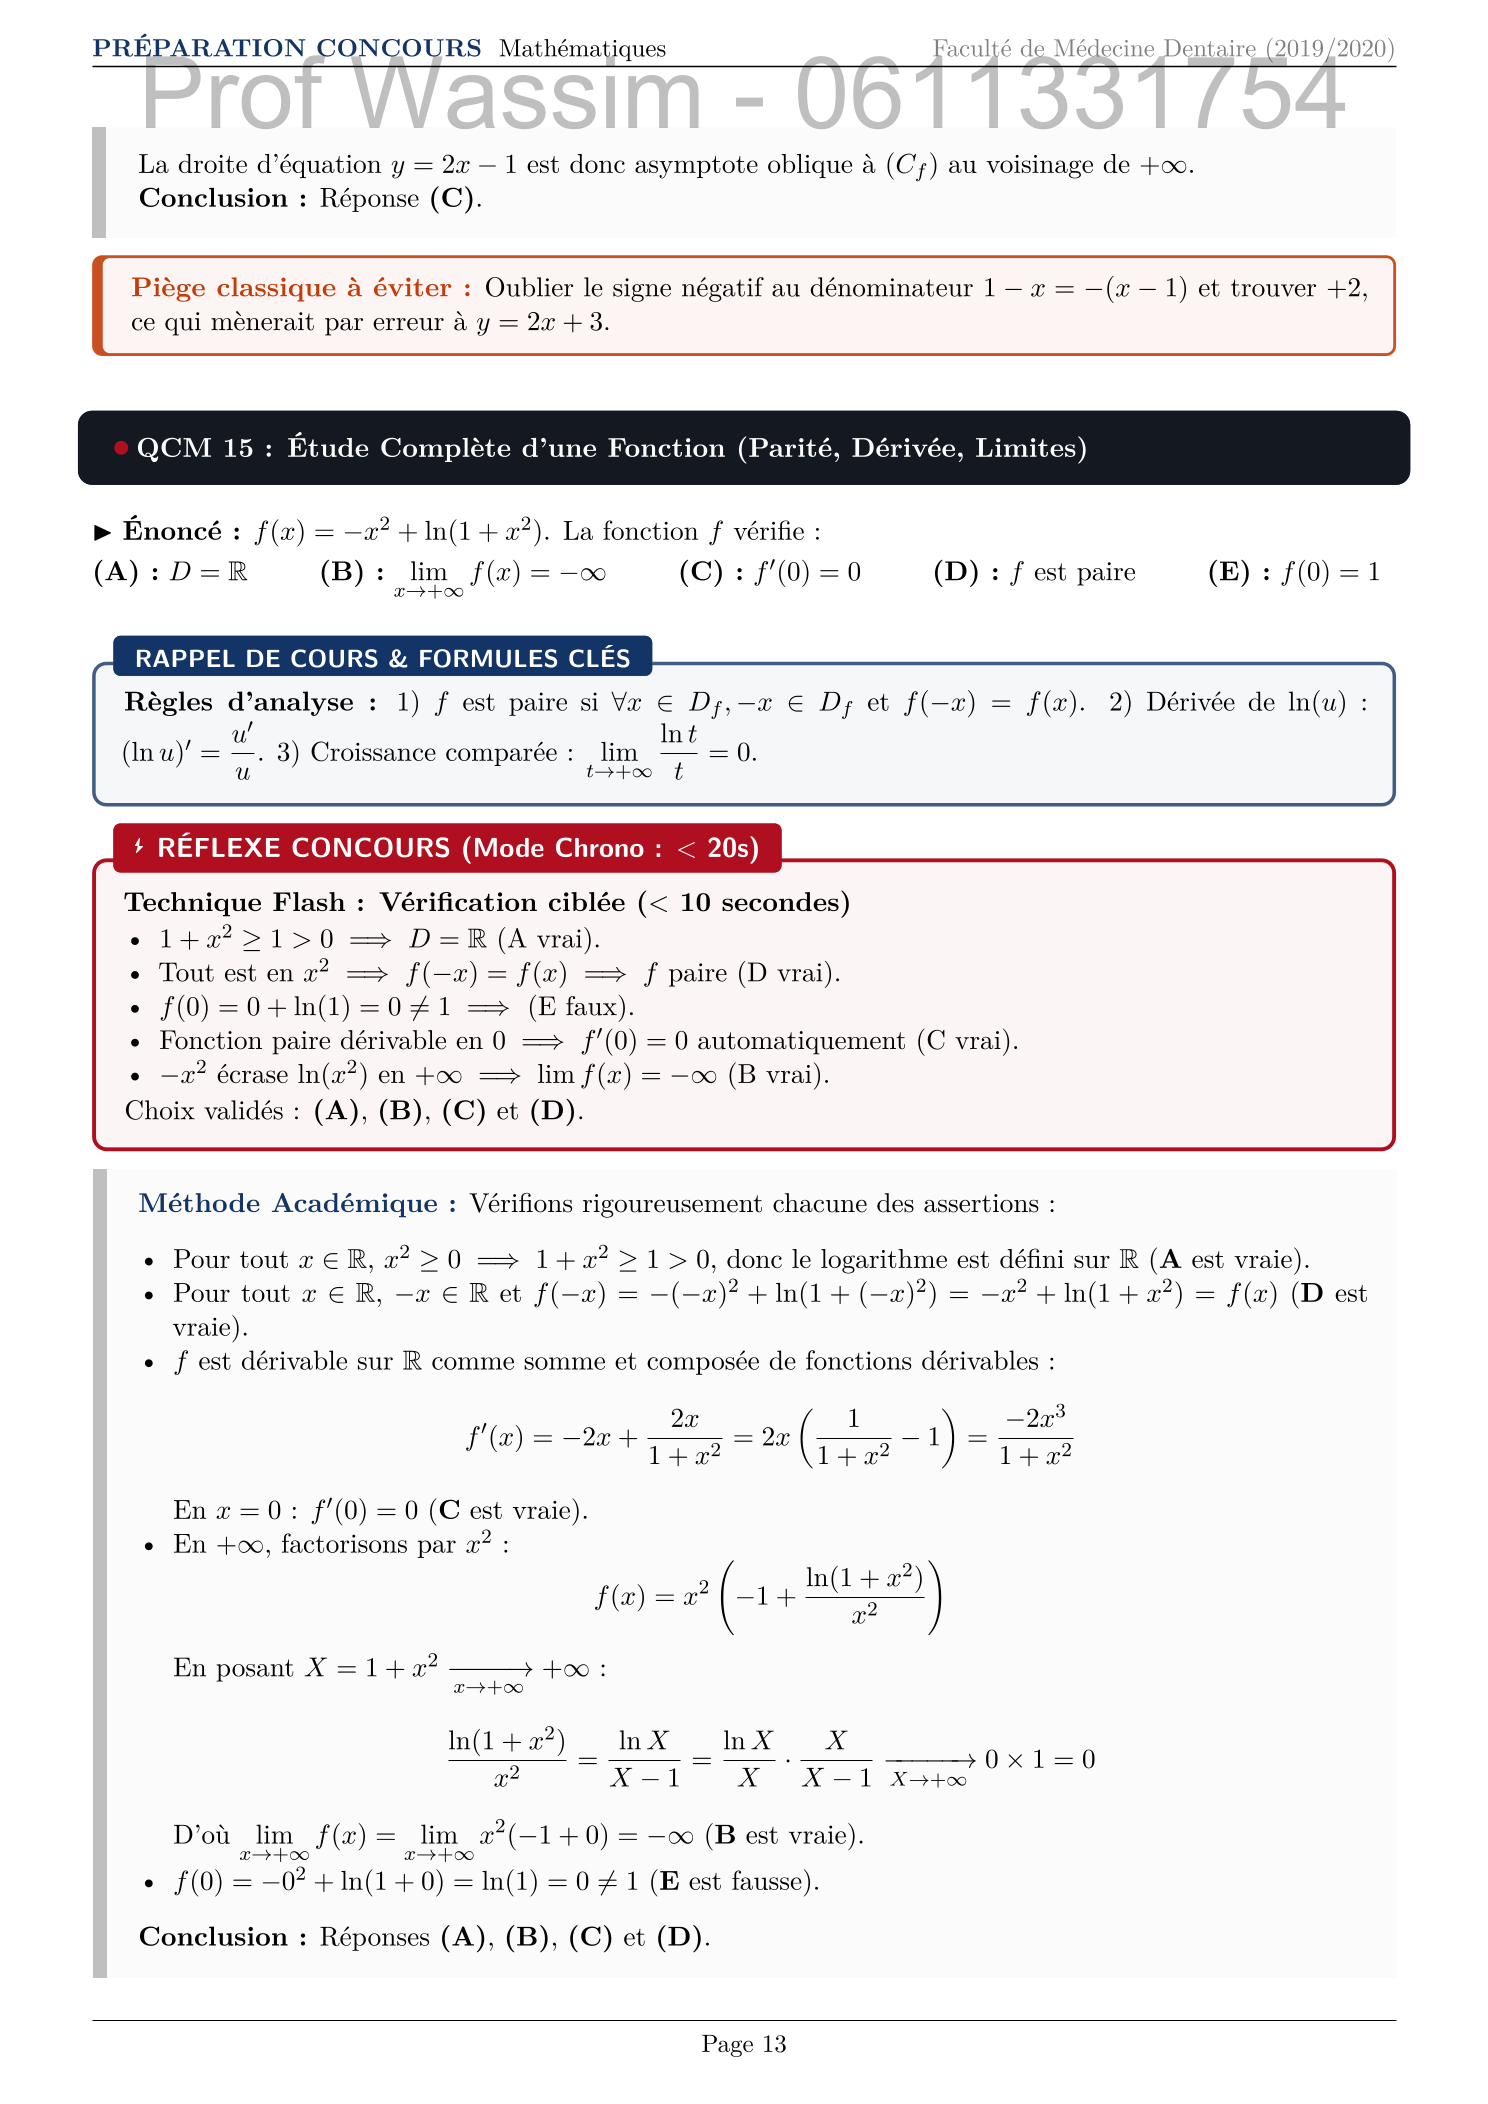 PRÉPARATION CONCOURS Mathématiques Faculté de Médecine Dentaire (2019/2020)
Prof Wassim - 0611331754
La droite d'équation y = 2x − 1 est donc asymptote oblique à (C_f) au voisinage de +∞.
Conclusion : Réponse (C).
Piège classique à éviter : Oublier le signe négatif au dénominateur 1 − x = −(x − 1) et trouver +2,
ce qui mènerait par erreur à y = 2x + 3.
● QCM 15 : Étude Complète d'une Fonction (Parité, Dérivée, Limites)
▶ Énoncé : f(x) = −x² + ln(1 + x²). La fonction f vérifie :
(A) : D = ℝ (B) : lim_{x→+∞} f(x) = −∞ (C) : f′(0) = 0 (D) : f est paire (E) : f(0) = 1
RAPPEL DE COURS & FORMULES CLÉS
Règles d'analyse : 1) f est paire si ∀x ∈ D_f, −x ∈ D_f et f(−x) = f(x). 2) Dérivée de ln(u) :
(ln u)′ = u′/u. 3) Croissance comparée : lim_{t→+∞} ln t / t = 0.
RÉFLEXE CONCOURS (Mode Chrono : < 20s)
Technique Flash : Vérification ciblée (< 10 secondes)
• 1 + x² ≥ 1 > 0 ⟹ D = ℝ (A vrai).
• Tout est en x² ⟹ f(−x) = f(x) ⟹ f paire (D vrai).
• f(0) = 0 + ln(1) = 0 ≠ 1 ⟹ (E faux).
• Fonction paire dérivable en 0 ⟹ f′(0) = 0 automatiquement (C vrai).
• −x² écrase ln(x²) en +∞ ⟹ lim f(x) = −∞ (B vrai).
Choix validés : (A), (B), (C) et (D).
Méthode Académique : Vérifions rigoureusement chacune des assertions :
• Pour tout x ∈ ℝ, x² ≥ 0 ⟹ 1 + x² ≥ 1 > 0, donc le logarithme est défini sur ℝ (A est vraie).
• Pour tout x ∈ ℝ, −x ∈ ℝ et f(−x) = −(−x)² + ln(1 + (−x)²) = −x² + ln(1 + x²) = f(x) (D est
vraie).
• f est dérivable sur ℝ comme somme et composée de fonctions dérivables :
f′(x) = −2x + 2x/(1 + x²) = 2x (1/(1 + x²) − 1) = −2x³/(1 + x²)
En x = 0 : f′(0) = 0 (C est vraie).
• En +∞, factorisons par x² :
f(x) = x² (−1 + ln(1 + x²)/x²)
En posant X = 1 + x² ⟶_{x→+∞} +∞ :
ln(1 + x²)/x² = ln X/(X − 1) = ln X/X · X/(X − 1) ⟶_{X→+∞} 0 × 1 = 0
D'où lim_{x→+∞} f(x) = lim_{x→+∞} x²(−1 + 0) = −∞ (B est vraie).
• f(0) = −0² + ln(1 + 0) = ln(1) = 0 ≠ 1 (E est fausse).
Conclusion : Réponses (A), (B), (C) et (D).
Page 13